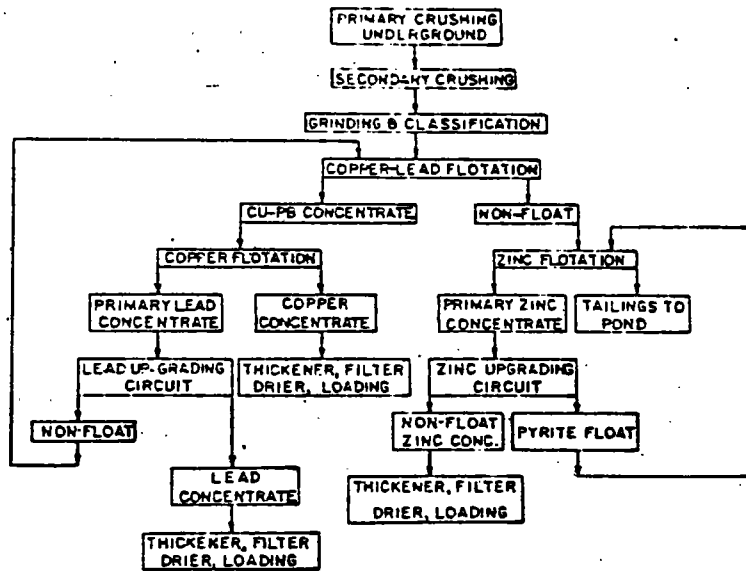 PRIMARY CRUSHING
UNDERGROUND
SECONDARY CRUSHING
GRINDING & CLASSIFICATION
COPPER-LEAD FLOTATION
CU-PB CONCENTRATE
NON-FLOAT
COPPER FLOTATION
ZINC FLOTATION
PRIMARY LEAD
CONCENTRATE
COPPER
CONCENTRATE
PRIMARY ZINC
CONCENTRATE
TAILINGS TO
POND
LEAD UP-GRADING
CIRCUIT
THICKENER, FILTER
DRIER, LOADING
ZINC UPGRADING
CIRCUIT
NON-FLOAT
NON-FLOAT
ZINC CONC.
PYRITE FLOAT
LEAD
CONCENTRATE
THICKENER, FILTER
DRIER, LOADING
THICKENER, FILTER
DRIER, LOADING